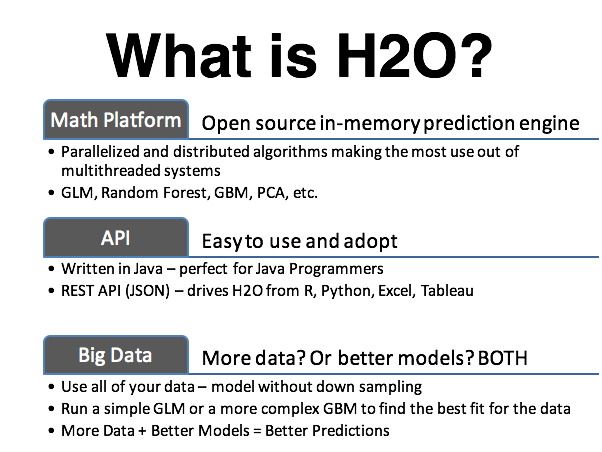 What is H2O?
Math Platform Open source in-memory prediction engine
• Parallelized and distributed algorithms making the most use out of
multithreaded systems
• GLM, Random Forest, GBM, PCA, etc.
API Easy to use and adopt
• Written in Java – perfect for Java Programmers
• REST API (JSON) – drives H2O from R, Python, Excel, Tableau
Big Data More data? Or better models? BOTH
• Use all of your data – model without down sampling
• Run a simple GLM or a more complex GBM to find the best fit for the data
• More Data + Better Models = Better Predictions